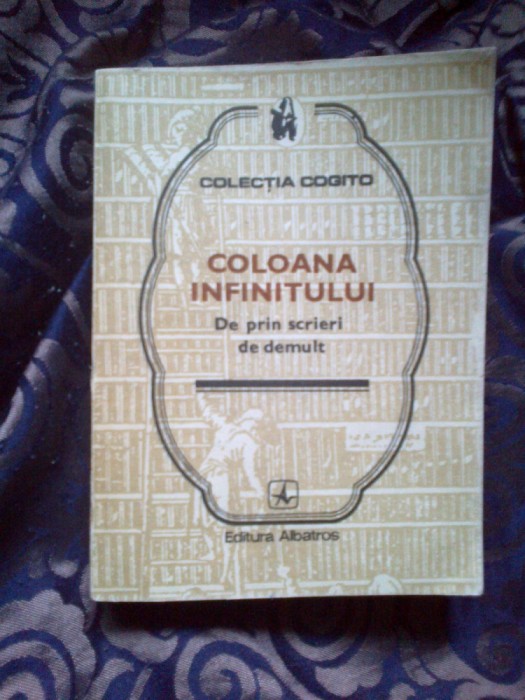 COLECȚIA COGITO
COLOANA
INFINITULUI
De prin scrieri
de demult
Editura Albatros